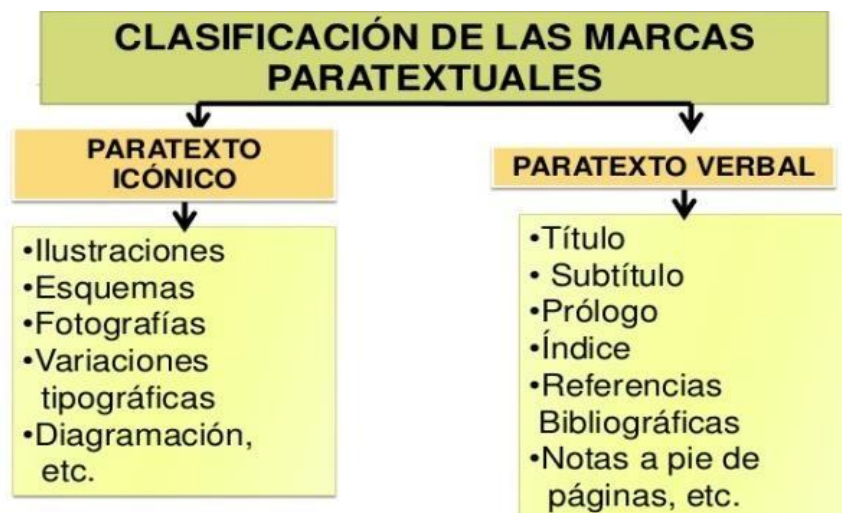 CLASIFICACIÓN DE LAS MARCAS
PARATEXTUALES
PARATEXTO
ICÓNICO
•Ilustraciones
•Esquemas
•Fotografías
•Variaciones
tipográficas
•Diagramación,
etc.
PARATEXTO VERBAL
•Título
• Subtítulo
•Prólogo
•Índice
•Referencias
Bibliográficas
•Notas a pie de
páginas, etc.